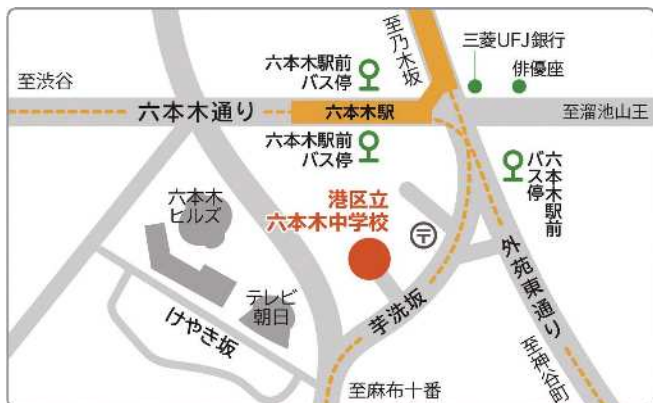 至乃木坂
三菱UFJ銀行
俳優座
六本木駅前
バス停
至渋谷
六本木通り
六本木駅
至溜池山王
六本木駅前
バス停
六本木駅前
バス停
港区立
六本木中学校
六本木
ヒルズ
〒
外苑東通り
テレビ
朝日
けやき坂
芋洗坂
至神谷町
至麻布十番